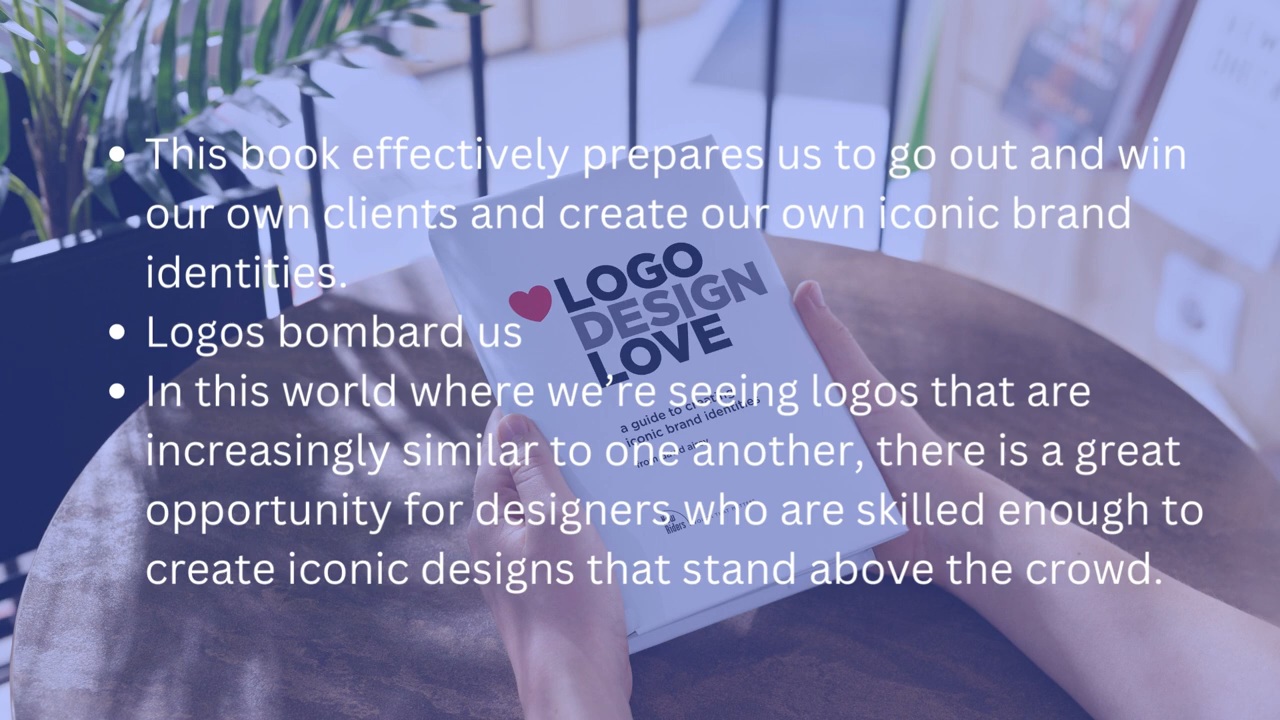 • This book effectively prepares us to go out and win
our own clients and create our own iconic brand
identities.
• Logos bombard us
• In this world where we’re seeing logos that are
increasingly similar to one another, there is a great
opportunity for designers who are skilled enough to
create iconic designs that stand above the crowd.
LOGO
DESIGN
LOVE
a guide to creating
iconic brand identities
Riders